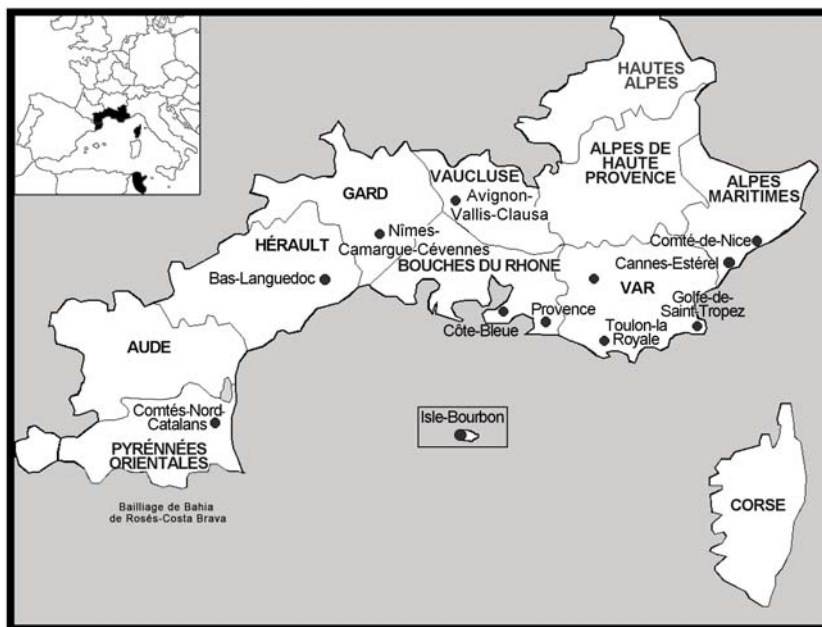 HAUTES
ALPES
ALPES DE
HAUTE
PROVENCE
VAUCLUSE
Avignon-
Vallis-Clausa
ALPES
MARITIMES
GARD
Nîmes-
Camargue-Cévennes
HÉRAULT
Bas-Languedoc
BOUCHES DU RHONE
Comté-de-Nice
Cannes-Estérel
VAR
Golfe-de-
Saint-Tropez
Provence
Côte-Bleue
Toulon-la
Royale
AUDE
Comtés-Nord-
Catalans
PYRÉNNÉES
ORIENTALES
Isle-Bourbon
Bailliage de Bahia
de Rosés-Costa Brava
CORSE